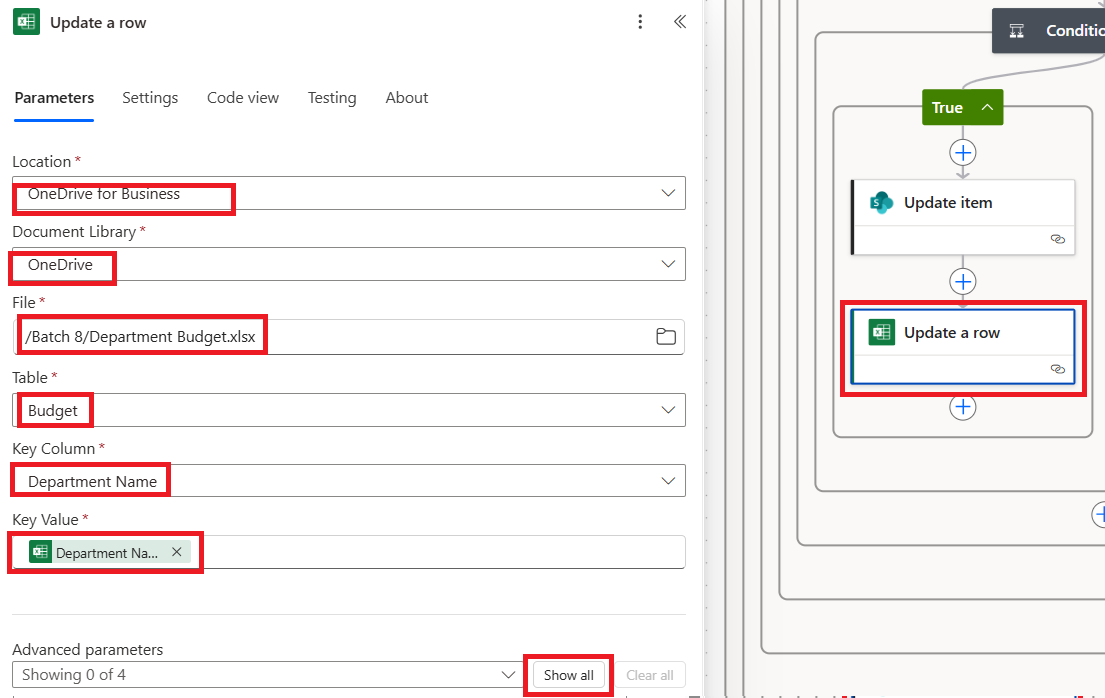 Update a row
Parameters Settings Code view Testing About
Location *
OneDrive for Business
Document Library *
OneDrive
File *
/Batch 8/Department Budget.xlsx
Table *
Budget
Key Column *
Department Name
Key Value *
Department Na...
Advanced parameters
Showing 0 of 4
Show all
Clear all
Conditio
True
Update item
Update a row